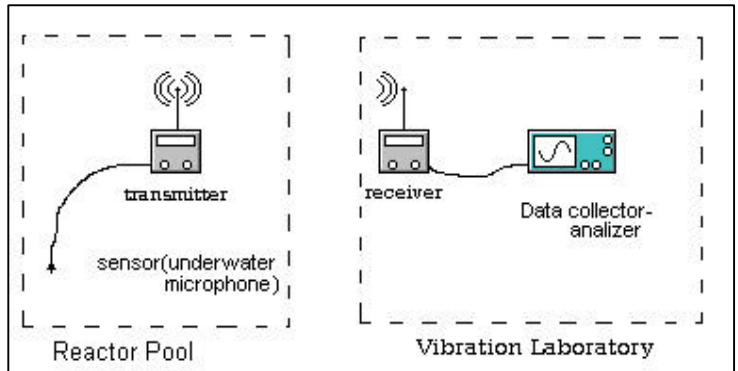 transmitter
sensor(underwater
microphone)
Reactor Pool
receiver
Data collector-
analizer
Vibration Laboratory